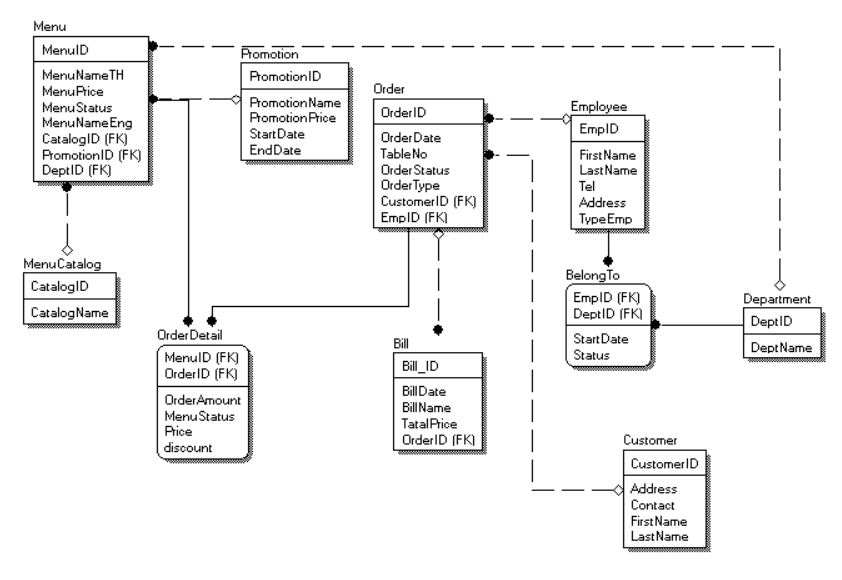 Menu
MenuID
MenuNameTH
MenuPrice
MenuStatus
MenuNameEng
CatalogID (FK)
PromotionID (FK)
DeptID (FK)
Promotion
PromotionID
PromotionName
PromotionPrice
StartDate
EndDate
Order
OrderID
OrderDate
TableNo
OrderStatus
OrderType
CustomerID (FK)
EmpID (FK)
Employee
EmpID
FirstName
LastName
Tel
Address
TypeEmp
MenuCatalog
CatalogID
CatalogName
BelongTo
EmpID (FK)
DeptID (FK)
StartDate
Status
Department
DeptID
DeptName
OrderDetail
MenuID (FK)
OrderID (FK)
OrderAmount
MenuStatus
Price
discount
Bill
Bill_ID
BillDate
BillName
TatalPrice
OrderID (FK)
Customer
CustomerID
Address
Contact
FirstName
LastName